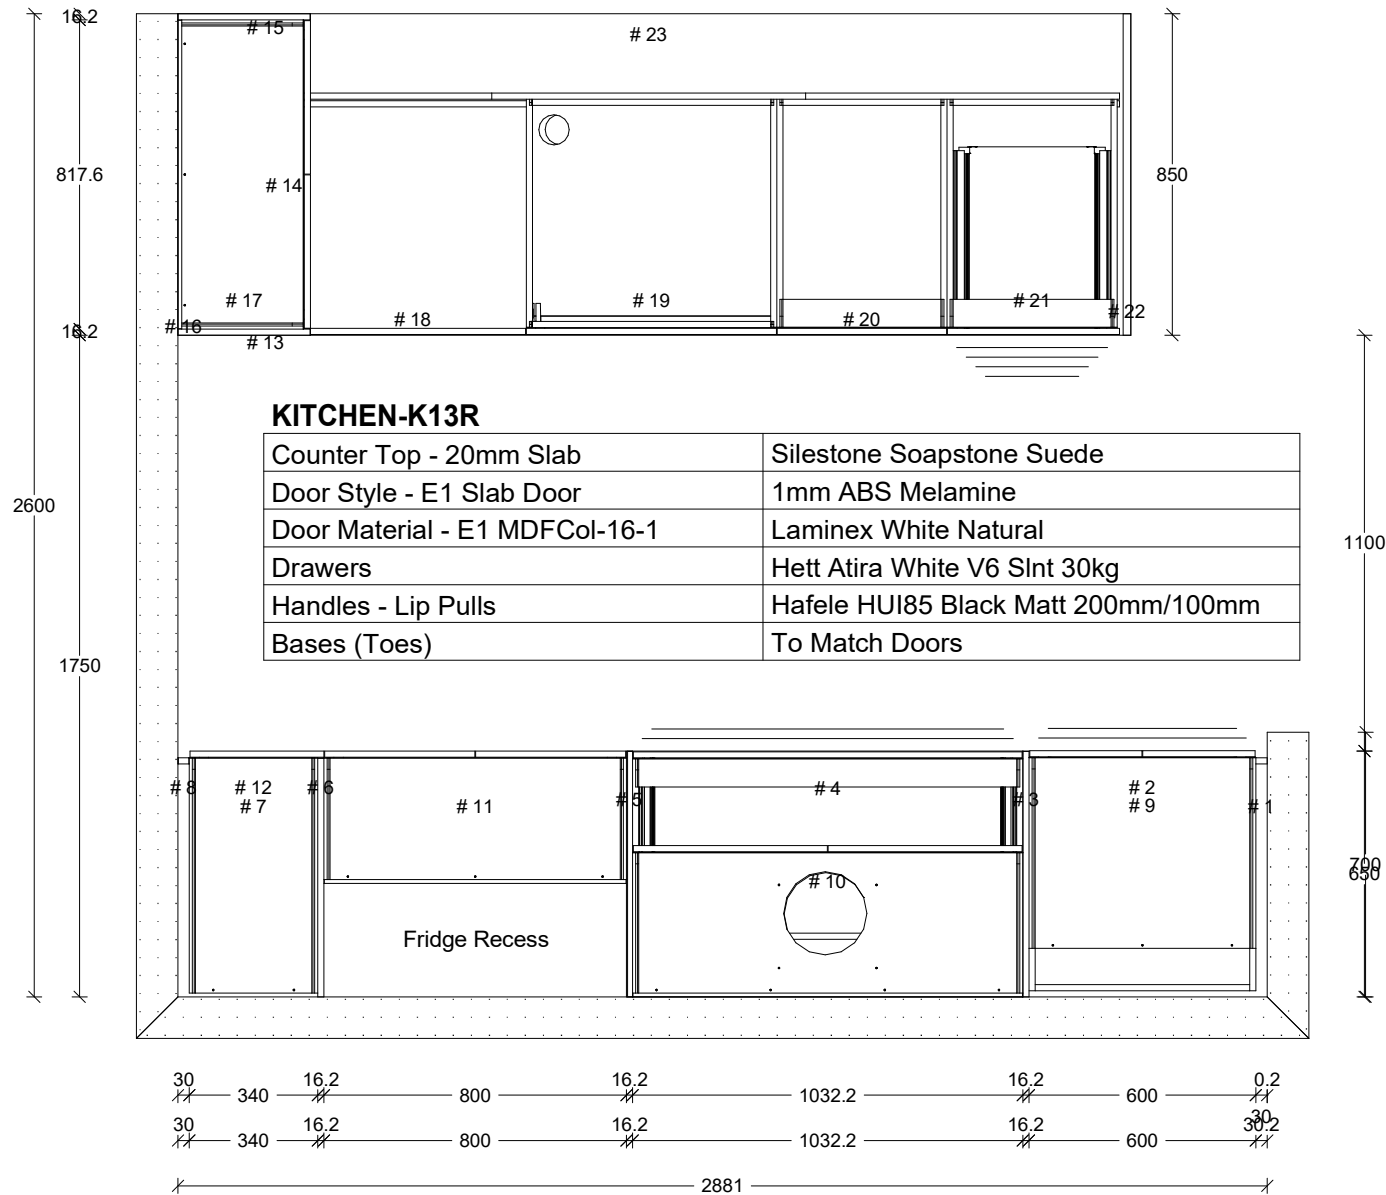 16.2
# 15
# 23
817.6
# 14
850
# 17
# 18
# 19
# 20
# 21
# 22
# 16
16.2
# 13
KITCHEN-K13R
Counter Top - 20mm Slab Silestone Soapstone Suede
Door Style - E1 Slab Door 1mm ABS Melamine
Door Material - E1 MDFCol-16-1 Laminex White Natural
Drawers Hett Atira White V6 Slnt 30kg
Handles - Lip Pulls Hafele HUI85 Black Matt 200mm/100mm
Bases (Toes) To Match Doors
2600
1100
1750
# 8
# 12
# 7
# 6
# 11
# 5
# 4
# 3
# 2
# 9
# 1
# 10
700
650
Fridge Recess
30 16.2 16.2 16.2 0.2
340 800 1032.2 600
30
30 16.2 16.2 16.2 30.2
340 800 1032.2 600
2881